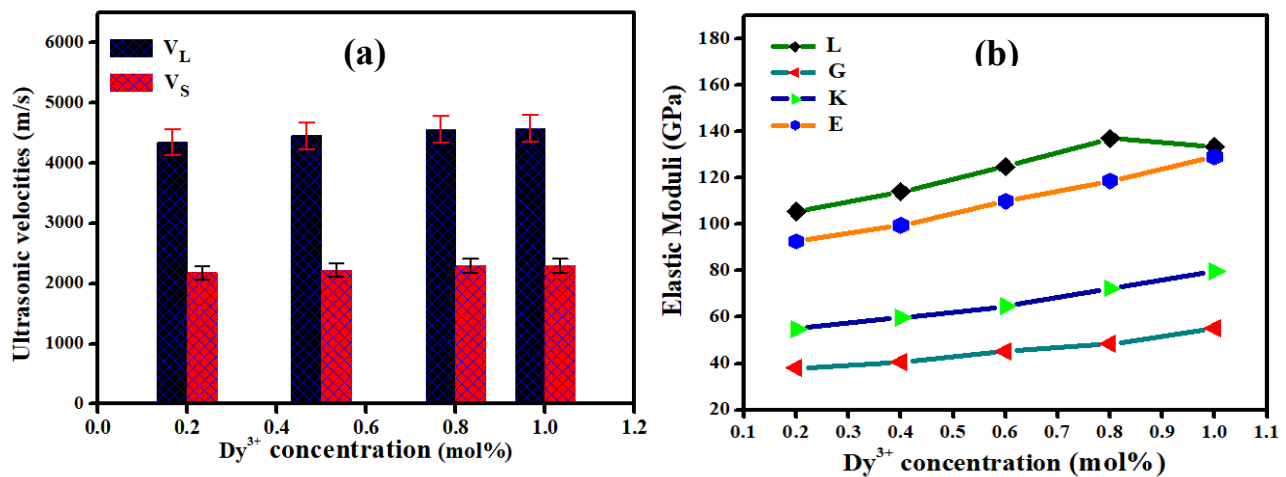 (a)
V_L
V_S
Ultrasonic velocities (m/s)
6000
5000
4000
3000
2000
1000
0
0.0 0.2 0.4 0.6 0.8 1.0 1.2
Dy³⁺ concentration (mol%)
(b)
L
G
K
E
Elastic Moduli (GPa)
180
160
140
120
100
80
60
40
20
0.1 0.2 0.3 0.4 0.5 0.6 0.7 0.8 0.9 1.0 1.1
Dy³⁺ concentration (mol%)